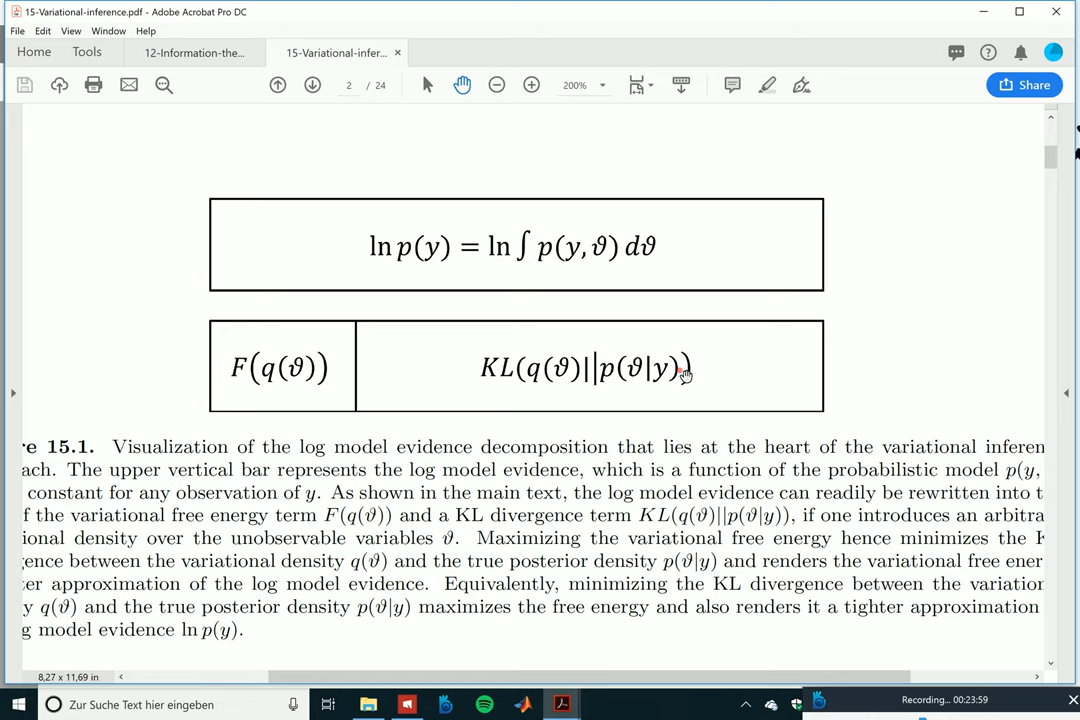 15-Variational-inference.pdf - Adobe Acrobat Pro DC
File Edit View Window Help
Home Tools 12-Information-the... 15-Variational-infer... ×
2 / 24 200% Share
ln p(y) = ln ∫ p(y, ϑ) dϑ
F(q(ϑ)) KL(q(ϑ)||p(ϑ|y))
re 15.1. Visualization of the log model evidence decomposition that lies at the heart of the variational inferen
ach. The upper vertical bar represents the log model evidence, which is a function of the probabilistic model p(y,
constant for any observation of y. As shown in the main text, the log model evidence can readily be rewritten into t
f the variational free energy term F(q(ϑ)) and a KL divergence term KL(q(ϑ)||p(ϑ|y)), if one introduces an arbitra
ional density over the unobservable variables ϑ. Maximizing the variational free energy hence minimizes the K
gence between the variational density q(ϑ) and the true posterior density p(ϑ|y) and renders the variational free ener
ter approximation of the log model evidence. Equivalently, minimizing the KL divergence between the variation
y q(ϑ) and the true posterior density p(ϑ|y) maximizes the free energy and also renders it a tighter approximation
g model evidence ln p(y).
8,27 x 11,69 in
Zur Suche Text hier eingeben
Recording... 00:23:59